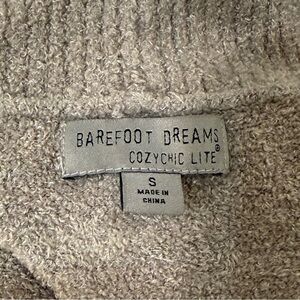 BAREFOOT DREAMS
COZYCHIC LITE®
S
MADE IN
CHINA